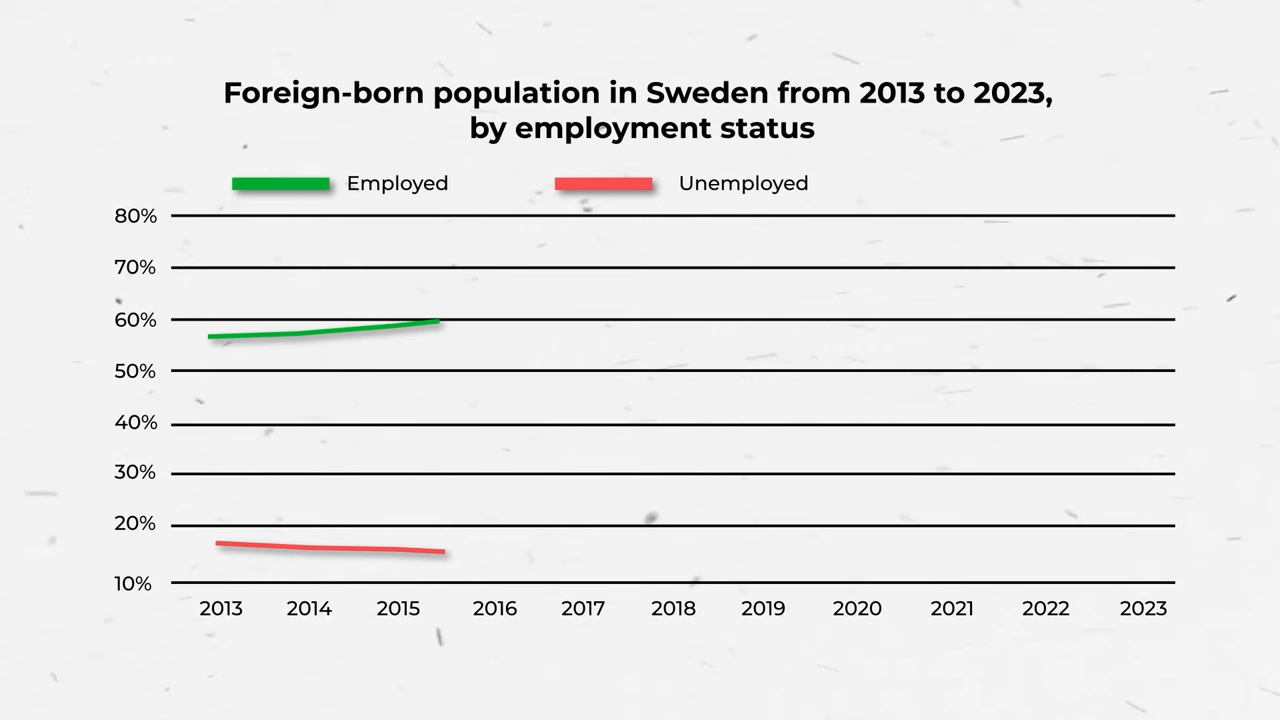 Foreign-born population in Sweden from 2013 to 2023,
by employment status
Employed Unemployed
80%
70%
60%
50%
40%
30%
20%
10%
2013 2014 2015 2016 2017 2018 2019 2020 2021 2022 2023